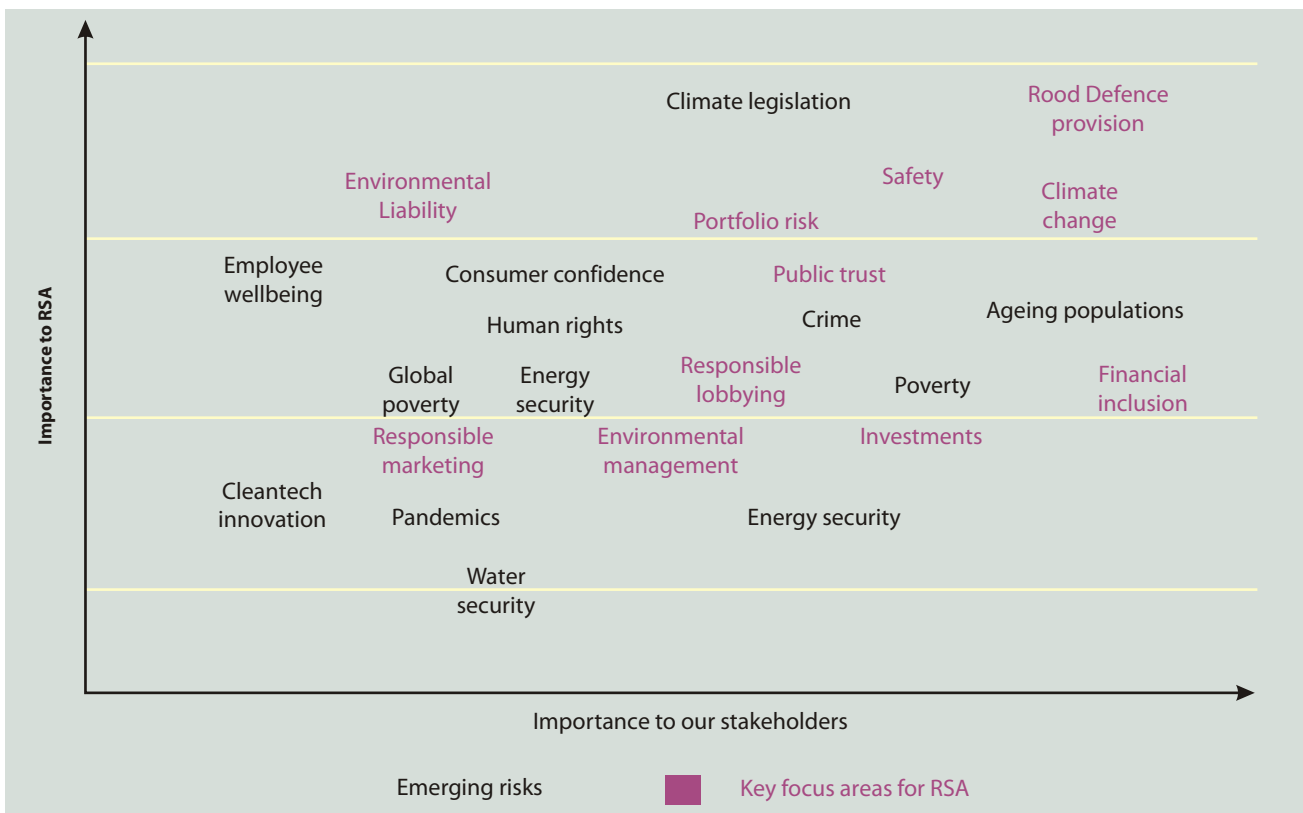 Climate legislation
Rood Defence
provision
Environmental
Liability
Safety
Climate
change
Portfolio risk
Employee
wellbeing
Consumer confidence
Public trust
Human rights
Crime
Ageing populations
Global
poverty
Energy
security
Responsible
lobbying
Poverty
Financial
inclusion
Responsible
marketing
Environmental
management
Investments
Cleantech
innovation
Pandemics
Energy security
Water
security
Importance to RSA
Importance to our stakeholders
Emerging risks
Key focus areas for RSA